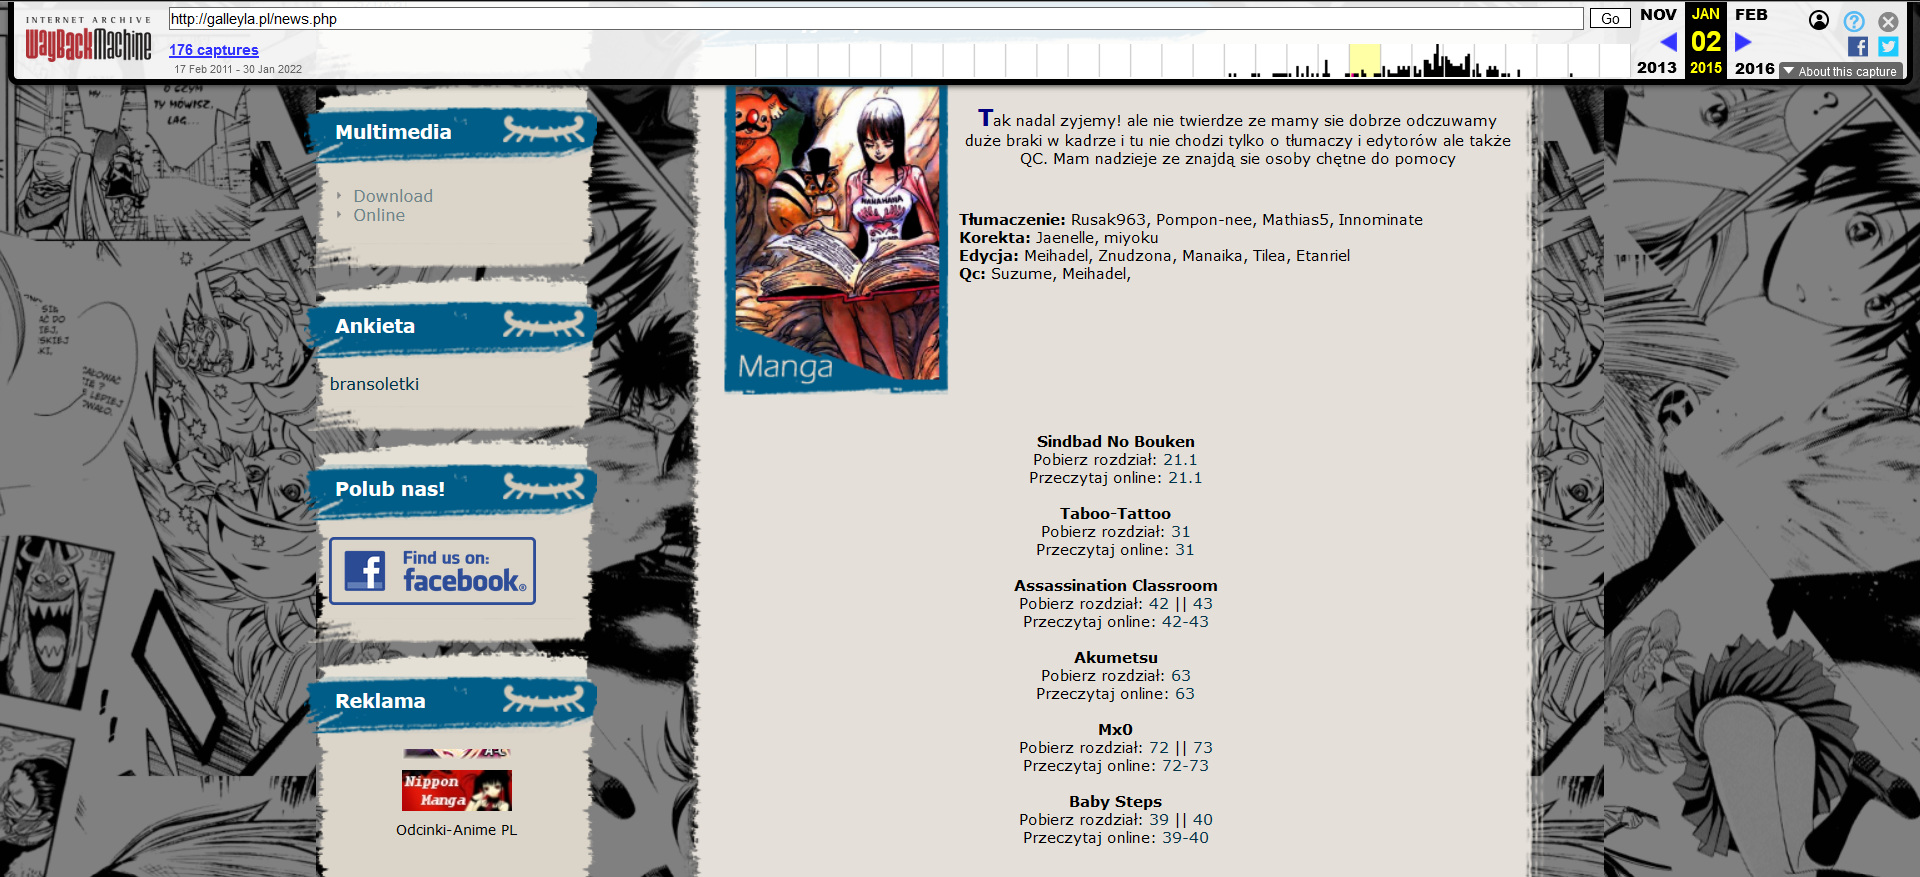 INTERNET ARCHIVE
WayBackMachine
http://galleyla.pl/news.php
Go
176 captures
17 Feb 2011 - 30 Jan 2022
NOV
JAN
FEB
02
2013
2015
2016
About this capture
MY...
O CZYM
TY MÓWISZ,
LAG...
Multimedia
Download
Online
Ankieta
bransoletki
Polub nas!
Find us on:
facebook®
Reklama
Nippon
Manga
Odcinki-Anime PL
MAHAHANA
Manga
Tak nadal zyjemy! ale nie twierdze ze mamy sie dobrze odczuwamy
duże braki w kadrze i tu nie chodzi tylko o tłumaczy i edytorów ale także
QC. Mam nadzieje ze znajdą sie osoby chętne do pomocy
Tłumaczenie: Rusak963, Pompon-nee, Mathias5, Innominate
Korekta: Jaenelle, miyoku
Edycja: Meihadel, Znudzona, Manaika, Tilea, Etanriel
Qc: Suzume, Meihadel,
Sindbad No Bouken
Pobierz rozdział: 21.1
Przeczytaj online: 21.1
Taboo-Tattoo
Pobierz rozdział: 31
Przeczytaj online: 31
Assassination Classroom
Pobierz rozdział: 42 || 43
Przeczytaj online: 42-43
Akumetsu
Pobierz rozdział: 63
Przeczytaj online: 63
Mx0
Pobierz rozdział: 72 || 73
Przeczytaj online: 72-73
Baby Steps
Pobierz rozdział: 39 || 40
Przeczytaj online: 39-40